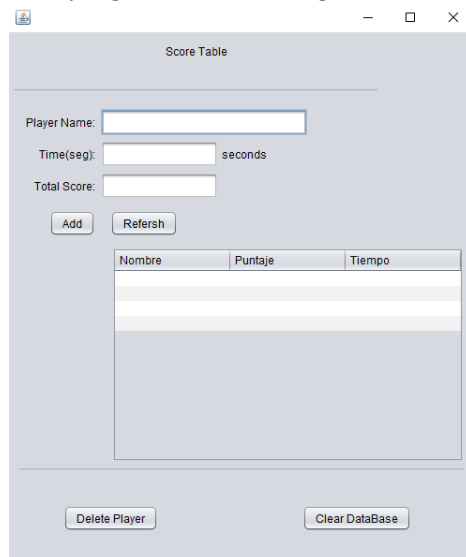 Score Table
Player Name:
Time(seg): seconds
Total Score:
Add Refersh
Nombre Puntaje Tiempo
Delete Player Clear DataBase